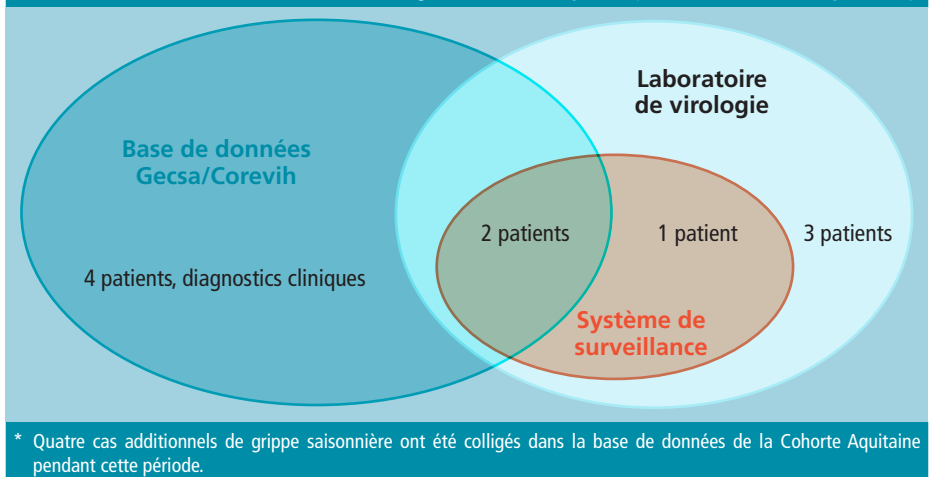 Laboratoire
de virologie
Base de données
Gecsa/Corevih
2 patients
1 patient
3 patients
4 patients, diagnostics cliniques
Système de
surveillance
* Quatre cas additionnels de grippe saisonnière ont été colligés dans la base de données de la Cohorte Aquitaine
pendant cette période.